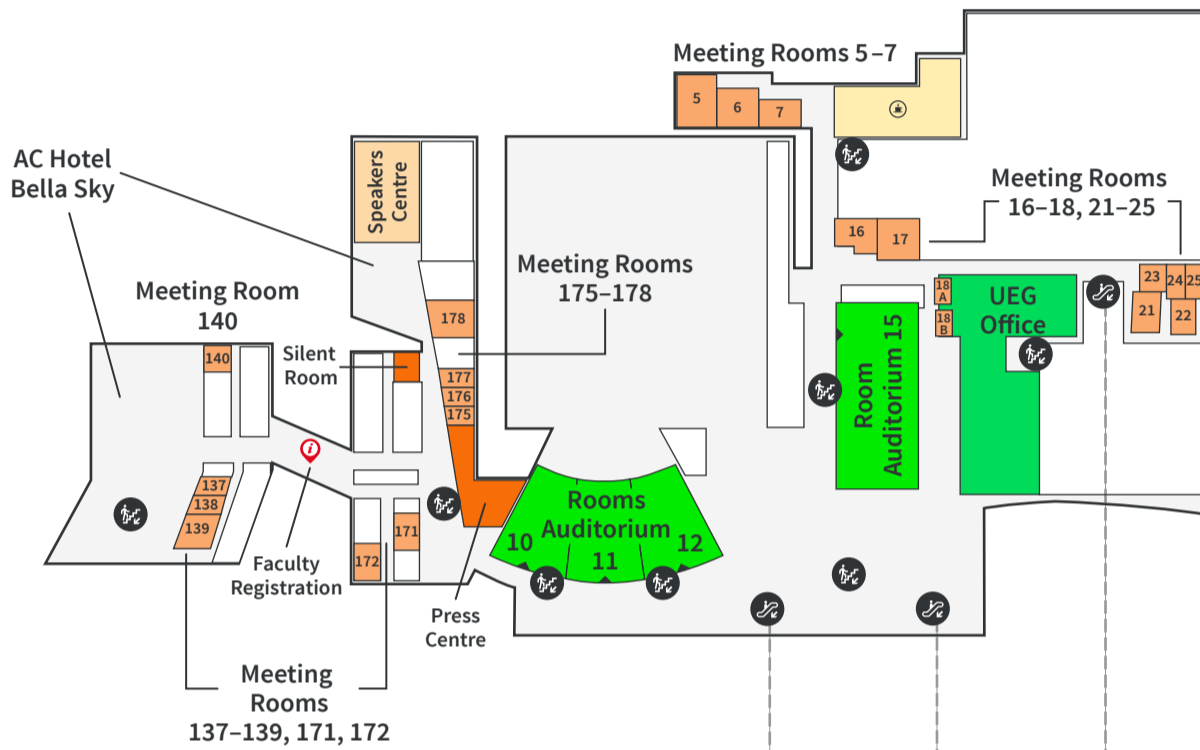 Meeting Rooms 5–7
5
6
7
AC Hotel
Bella Sky
Speakers
Centre
Meeting Rooms
16–18, 21–25
16
17
Meeting Rooms
175–178
Meeting Room
140
18
A
18
B
UEG
Office
23
24
25
21
22
178
Silent
Room
140
177
176
175
Room
Auditorium 15
i
137
138
139
171
172
Rooms
Auditorium
10
11
12
Faculty
Registration
Press
Centre
Meeting
Rooms
137–139, 171, 172